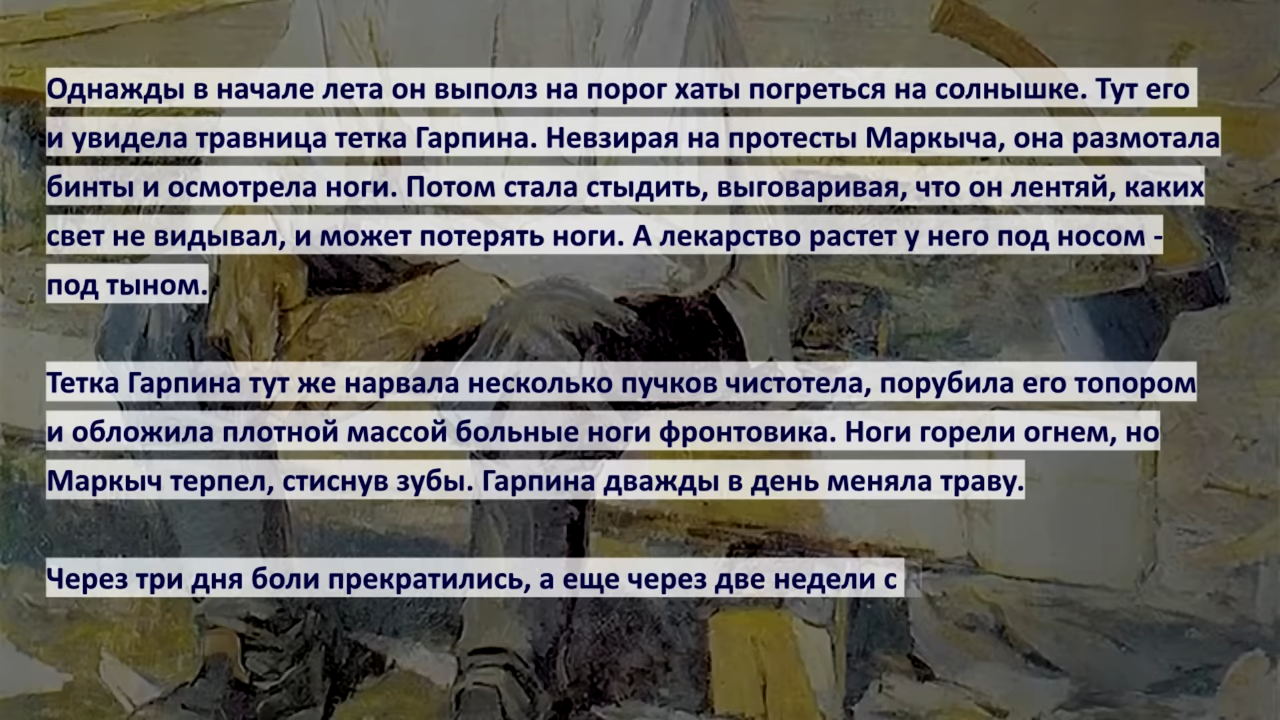 Однажды в начале лета он выполз на порог хаты погреться на солнышке. Тут его
и увидела травница тетка Гарпина. Невзирая на протесты Маркыча, она размотала
бинты и осмотрела ноги. Потом стала стыдить, выговаривая, что он лентяй, каких
свет не видывал, и может потерять ноги. А лекарство растет у него под носом -
под тыном.
Тетка Гарпина тут же нарвала несколько пучков чистотела, порубила его топором
и обложила плотной массой больные ноги фронтовика. Ноги горели огнем, но
Маркыч терпел, стиснув зубы. Гарпина дважды в день меняла траву.
Через три дня боли прекратились, а еще через две недели с